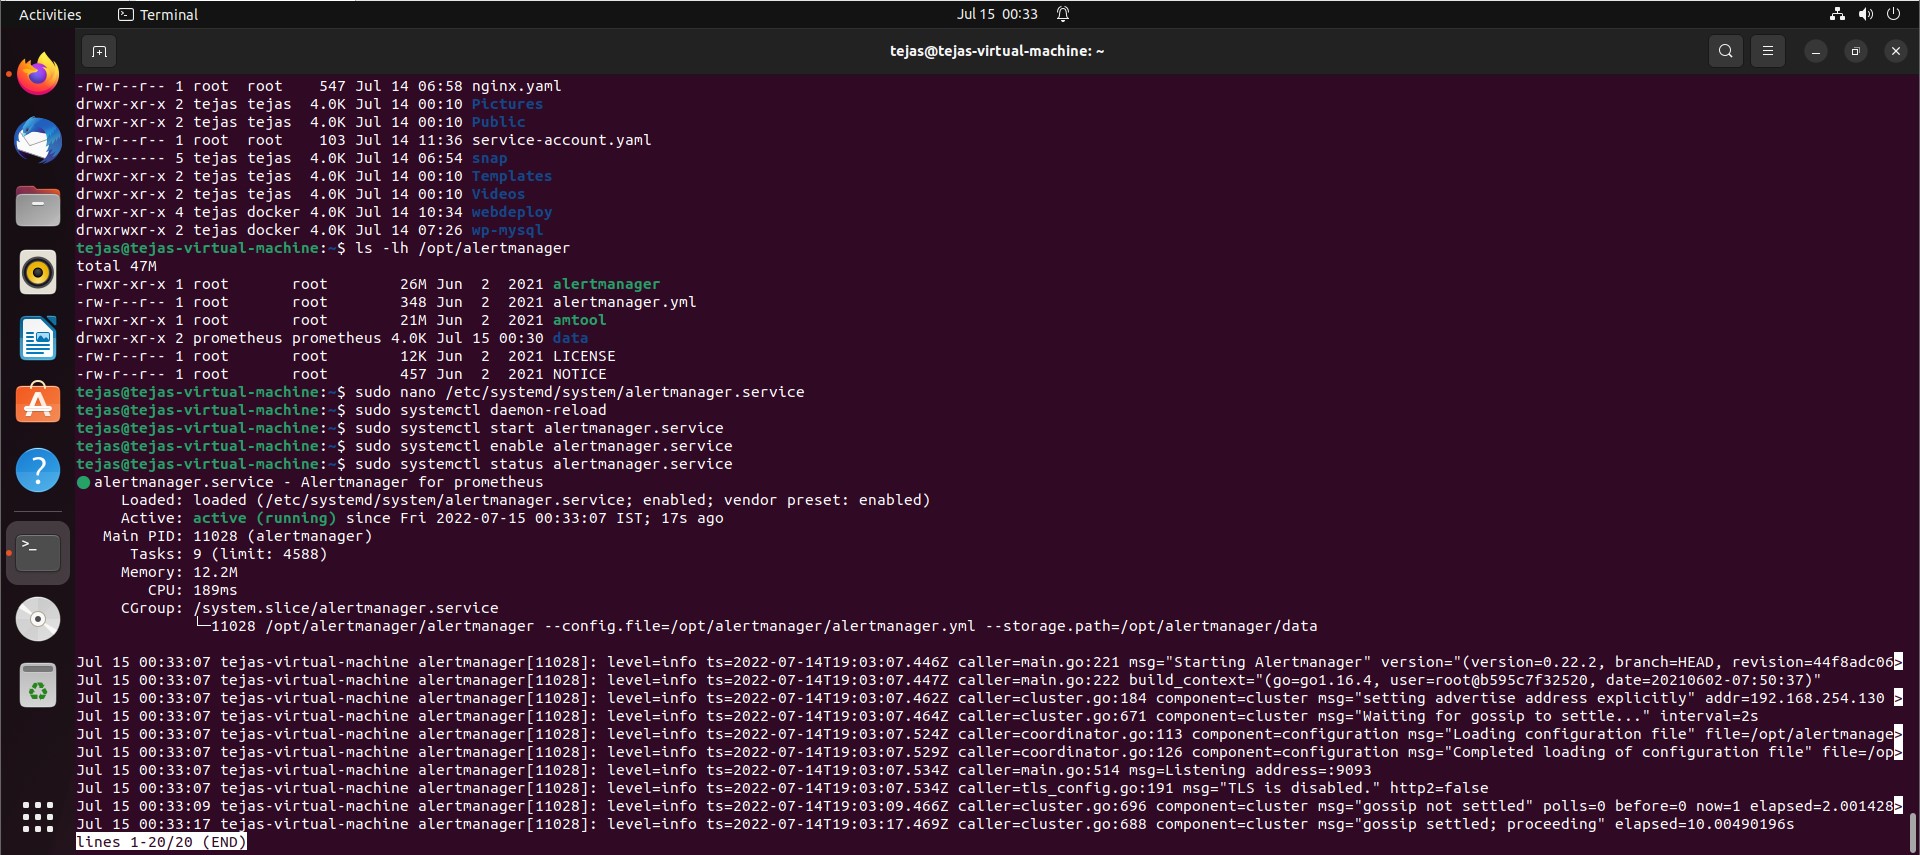 Activities Terminal Jul 15 00:33
tejas@tejas-virtual-machine: ~
-rw-r--r-- 1 root  root    547 Jul 14 06:58 nginx.yaml
drwxr-xr-x 2 tejas tejas  4.0K Jul 14 00:10 Pictures
drwxr-xr-x 2 tejas tejas  4.0K Jul 14 00:10 Public
-rw-r--r-- 1 root  root    103 Jul 14 11:36 service-account.yaml
drwx------ 5 tejas tejas  4.0K Jul 14 06:54 snap
drwxr-xr-x 2 tejas tejas  4.0K Jul 14 00:10 Templates
drwxr-xr-x 2 tejas tejas  4.0K Jul 14 00:10 Videos
drwxr-xr-x 4 tejas docker 4.0K Jul 14 10:34 webdeploy
drwxrwxr-x 2 tejas docker 4.0K Jul 14 07:26 wp-mysql
tejas@tejas-virtual-machine:~$ ls -lh /opt/alertmanager
total 47M
-rwxr-xr-x 1 root       root        26M Jun  2  2021 alertmanager
-rw-r--r-- 1 root       root        348 Jun  2  2021 alertmanager.yml
-rwxr-xr-x 1 root       root        21M Jun  2  2021 amtool
drwxr-xr-x 2 prometheus prometheus 4.0K Jul 15 00:30 data
-rw-r--r-- 1 root       root        12K Jun  2  2021 LICENSE
-rw-r--r-- 1 root       root        457 Jun  2  2021 NOTICE
tejas@tejas-virtual-machine:~$ sudo nano /etc/systemd/system/alertmanager.service
tejas@tejas-virtual-machine:~$ sudo systemctl daemon-reload
tejas@tejas-virtual-machine:~$ sudo systemctl start alertmanager.service
tejas@tejas-virtual-machine:~$ sudo systemctl enable alertmanager.service
tejas@tejas-virtual-machine:~$ sudo systemctl status alertmanager.service
● alertmanager.service - Alertmanager for prometheus
     Loaded: loaded (/etc/systemd/system/alertmanager.service; enabled; vendor preset: enabled)
     Active: active (running) since Fri 2022-07-15 00:33:07 IST; 17s ago
   Main PID: 11028 (alertmanager)
      Tasks: 9 (limit: 4588)
     Memory: 12.2M
        CPU: 189ms
     CGroup: /system.slice/alertmanager.service
             └─11028 /opt/alertmanager/alertmanager --config.file=/opt/alertmanager/alertmanager.yml --storage.path=/opt/alertmanager/data
Jul 15 00:33:07 tejas-virtual-machine alertmanager[11028]: level=info ts=2022-07-14T19:03:07.446Z caller=main.go:221 msg="Starting Alertmanager" version="(version=0.22.2, branch=HEAD, revision=44f8adc06>
Jul 15 00:33:07 tejas-virtual-machine alertmanager[11028]: level=info ts=2022-07-14T19:03:07.447Z caller=main.go:222 build_context="(go=go1.16.4, user=root@b595c7f32520, date=20210602-07:50:37)"
Jul 15 00:33:07 tejas-virtual-machine alertmanager[11028]: level=info ts=2022-07-14T19:03:07.462Z caller=cluster.go:184 component=cluster msg="setting advertise address explicitly" addr=192.168.254.130 >
Jul 15 00:33:07 tejas-virtual-machine alertmanager[11028]: level=info ts=2022-07-14T19:03:07.464Z caller=cluster.go:671 component=cluster msg="Waiting for gossip to settle..." interval=2s
Jul 15 00:33:07 tejas-virtual-machine alertmanager[11028]: level=info ts=2022-07-14T19:03:07.524Z caller=coordinator.go:113 component=configuration msg="Loading configuration file" file=/opt/alertmanage>
Jul 15 00:33:07 tejas-virtual-machine alertmanager[11028]: level=info ts=2022-07-14T19:03:07.529Z caller=coordinator.go:126 component=configuration msg="Completed loading of configuration file" file=/op>
Jul 15 00:33:07 tejas-virtual-machine alertmanager[11028]: level=info ts=2022-07-14T19:03:07.534Z caller=main.go:514 msg=Listening address=:9093
Jul 15 00:33:07 tejas-virtual-machine alertmanager[11028]: level=info ts=2022-07-14T19:03:07.534Z caller=tls_config.go:191 msg="TLS is disabled." http2=false
Jul 15 00:33:09 tejas-virtual-machine alertmanager[11028]: level=info ts=2022-07-14T19:03:09.466Z caller=cluster.go:696 component=cluster msg="gossip not settled" polls=0 before=0 now=1 elapsed=2.001428>
Jul 15 00:33:17 tejas-virtual-machine alertmanager[11028]: level=info ts=2022-07-14T19:03:17.469Z caller=cluster.go:688 component=cluster msg="gossip settled; proceeding" elapsed=10.00490196s
lines 1-20/20 (END)